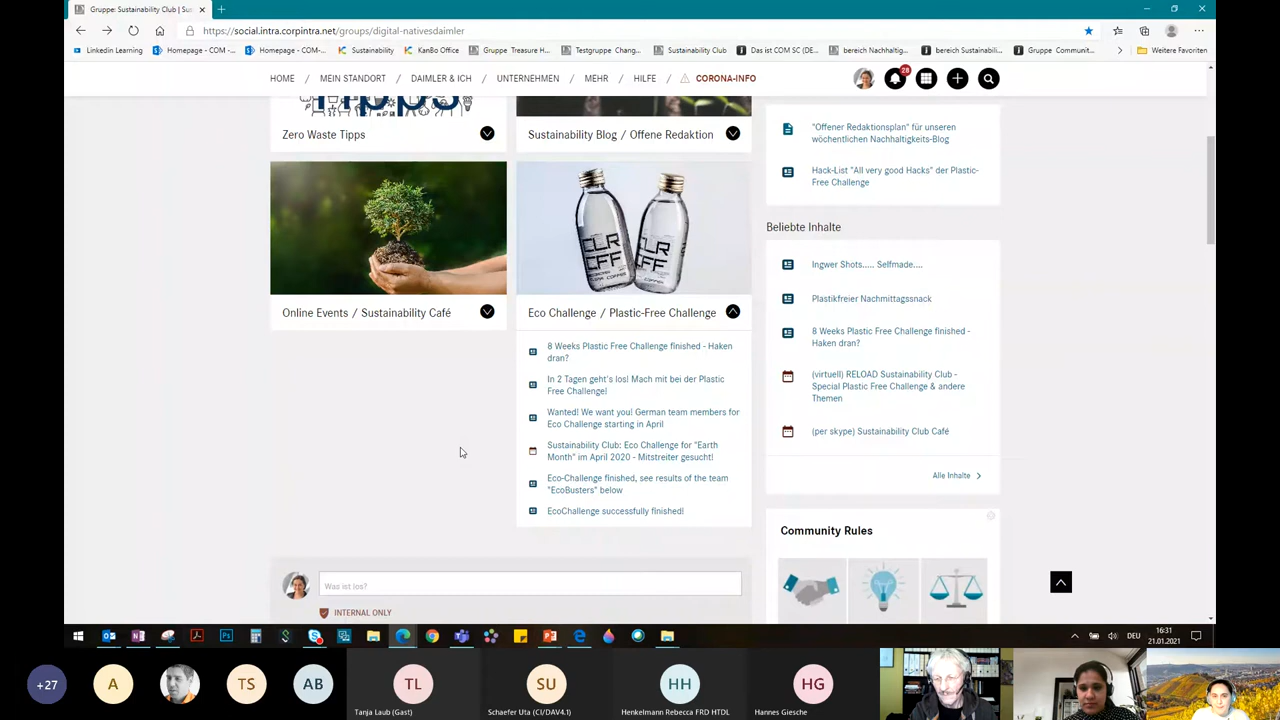 Gruppe: Sustainability Club | Sus
https://social.intra.corpintra.net/groups/digital-nativesdaimler
Linkedin Learning
Homepage - COM - ...
Homepage - COM-...
Sustainability
KanBo Office
Gruppe Treasure H...
Testgruppe Chang...
Sustainability Club
Das ist COM SC (DE...
bereich Nachhaltig...
bereich Sustainabili...
Gruppe Communit...
Weitere Favoriten
HOME / MEIN STANDORT / DAIMLER & ICH / UNTERNEHMEN / MEHR / HILFE / CORONA-INFO
28
Tipps
Zero Waste Tipps
Sustainability Blog / Offene Redaktion
"Offener Redaktionsplan" für unseren
wöchentlichen Nachhaltigkeits-Blog
Hack-List "All very good Hacks" der Plastic-
Free Challenge
Beliebte Inhalte
Ingwer Shots..... Selfmade....
Plastikfreier Nachmittagssnack
8 Weeks Plastic Free Challenge finished -
Haken dran?
(virtuell) RELOAD Sustainability Club -
Special Plastic Free Challenge & andere
Themen
(per skype) Sustainability Club Café
Alle Inhalte
Online Events / Sustainability Café
Eco Challenge / Plastic-Free Challenge
8 Weeks Plastic Free Challenge finished - Haken
dran?
In 2 Tagen geht's los! Mach mit bei der Plastic
Free Challenge!
Wanted! We want you! German team members for
Eco Challenge starting in April
Sustainability Club: Eco Challenge for "Earth
Month" im April 2020 - Mitstreiter gesucht!
Eco-Challenge finished, see results of the team
"EcoBusters" below
EcoChallenge successfully finished!
Community Rules
Was ist los?
INTERNAL ONLY
DEU
16:31
21.01.2021
+27
A
TS
AB
TL
SU
HH
HG
Tanja Laub (Gast)
Schaefer Uta (CI/DAV4.1)
Henkelmann Rebecca FRD HTDL
Hannes Giesche